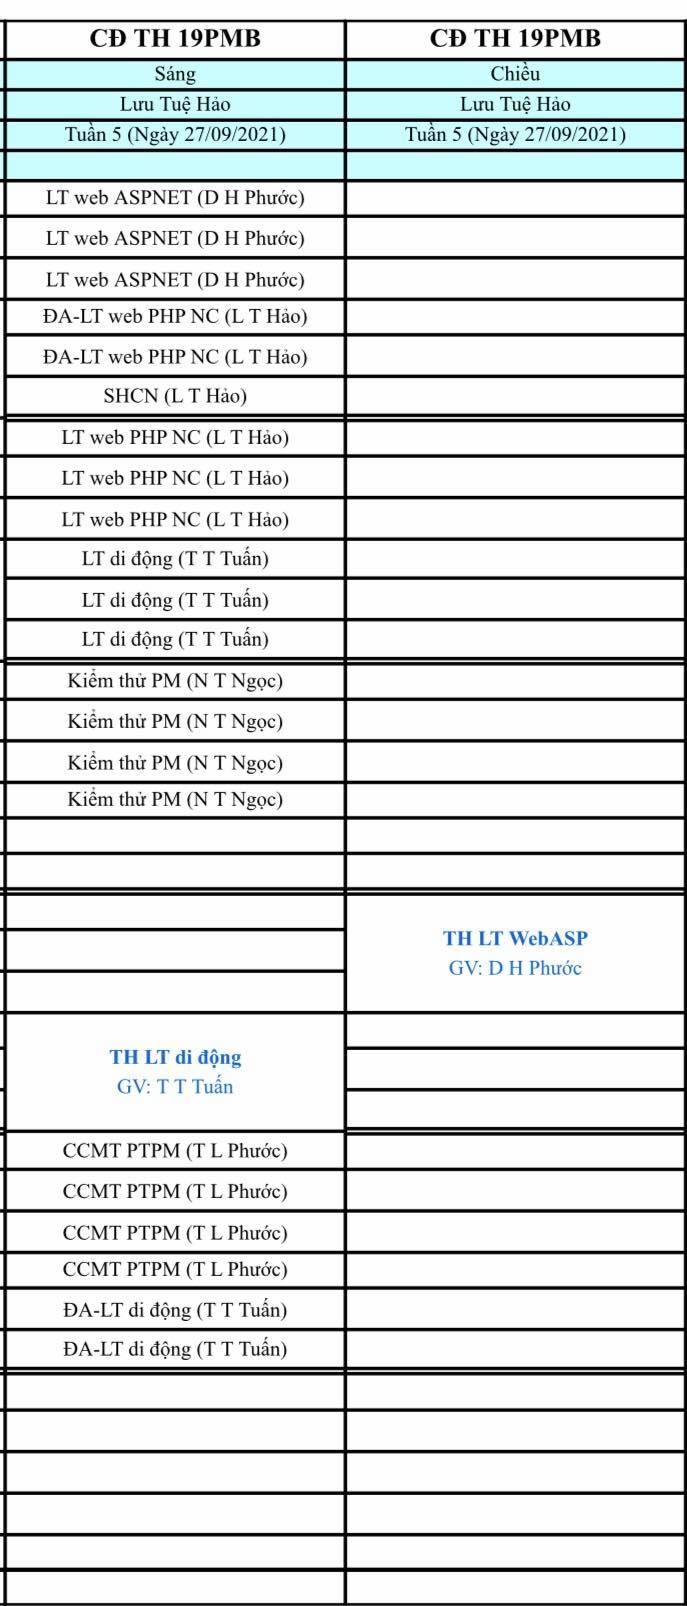 CĐ TH 19PMB
CĐ TH 19PMB
Sáng
Chiều
Lưu Tuệ Hảo
Lưu Tuệ Hảo
Tuần 5 (Ngày 27/09/2021)
Tuần 5 (Ngày 27/09/2021)
LT web ASPNET (D H Phước)
LT web ASPNET (D H Phước)
LT web ASPNET (D H Phước)
ĐA-LT web PHP NC (L T Hảo)
ĐA-LT web PHP NC (L T Hảo)
SHCN (L T Hảo)
LT web PHP NC (L T Hảo)
LT web PHP NC (L T Hảo)
LT web PHP NC (L T Hảo)
LT di động (T T Tuấn)
LT di động (T T Tuấn)
LT di động (T T Tuấn)
Kiểm thử PM (N T Ngọc)
Kiểm thử PM (N T Ngọc)
Kiểm thử PM (N T Ngọc)
Kiểm thử PM (N T Ngọc)
TH LT WebASP
GV: D H Phước
TH LT di động
GV: T T Tuấn
CCMT PTPM (T L Phước)
CCMT PTPM (T L Phước)
CCMT PTPM (T L Phước)
CCMT PTPM (T L Phước)
ĐA-LT di động (T T Tuấn)
ĐA-LT di động (T T Tuấn)